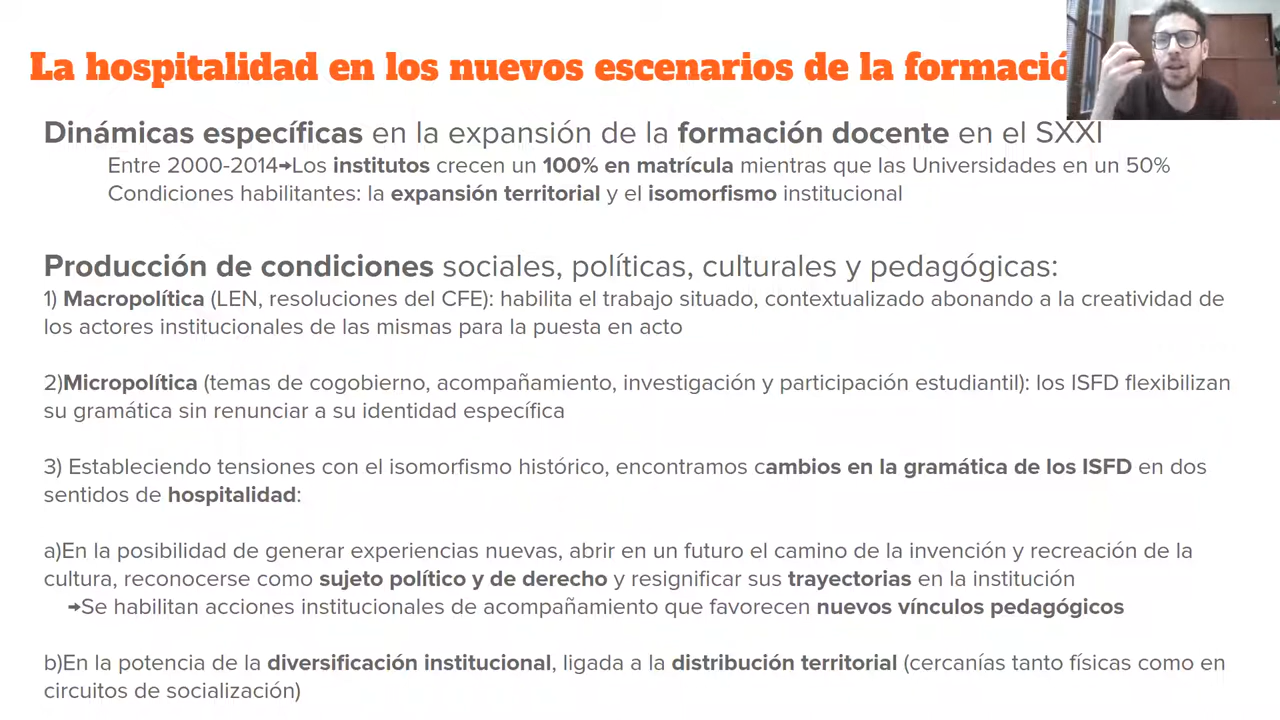 La hospitalidad en los nuevos escenarios de la formació
Dinámicas específicas en la expansión de la formación docente en el SXXI
Entre 2000-2014→Los institutos crecen un 100% en matrícula mientras que las Universidades en un 50%
Condiciones habilitantes: la expansión territorial y el isomorfismo institucional
Producción de condiciones sociales, políticas, culturales y pedagógicas:
1) Macropolítica (LEN, resoluciones del CFE): habilita el trabajo situado, contextualizado abonando a la creatividad de
los actores institucionales de las mismas para la puesta en acto
2)Micropolítica (temas de cogobierno, acompañamiento, investigación y participación estudiantil): los ISFD flexibilizan
su gramática sin renunciar a su identidad específica
3) Estableciendo tensiones con el isomorfismo histórico, encontramos cambios en la gramática de los ISFD en dos
sentidos de hospitalidad:
a)En la posibilidad de generar experiencias nuevas, abrir en un futuro el camino de la invención y recreación de la
cultura, reconocerse como sujeto político y de derecho y resignificar sus trayectorias en la institución
→Se habilitan acciones institucionales de acompañamiento que favorecen nuevos vínculos pedagógicos
b)En la potencia de la diversificación institucional, ligada a la distribución territorial (cercanías tanto físicas como en
circuitos de socialización)